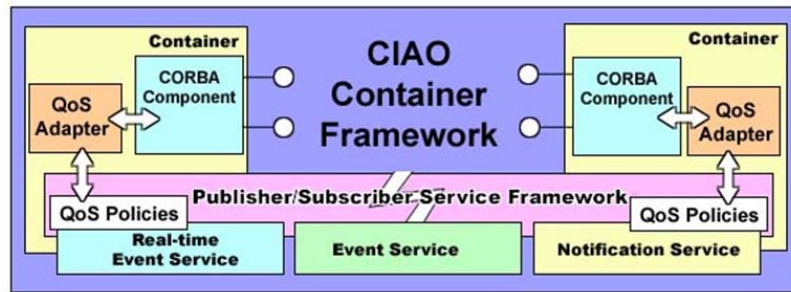 Container
CORBA
Component
QoS
Adapter
CIAO
Container
Framework
Container
CORBA
Component
QoS
Adapter
Publisher/Subscriber Service Framework
QoS Policies
QoS Policies
Real-time
Event Service
Event Service
Notification Service